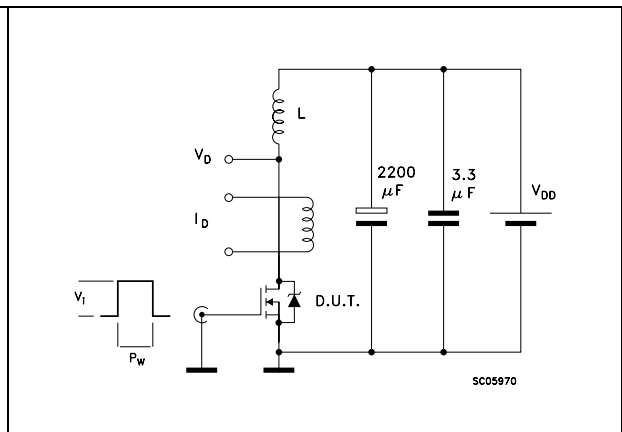 L
V_D
2200
μF
3.3
μF
V_DD
I_D
V_i
D.U.T.
P_W
SC05970